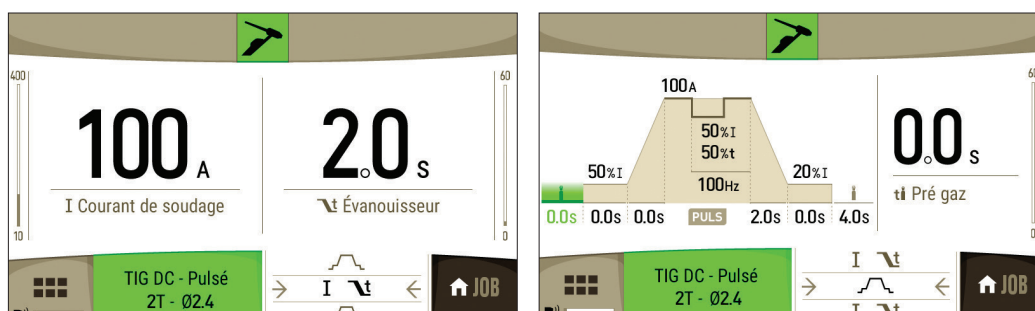 400
60
100 A
2.0 s
I Courant de soudage
t Évanouisseur
10
0
TIG DC - Pulsé
2T - Ø2.4
I t
JOB
100A
50%I
50%t
50%I
20%I
100Hz
0.0s 0.0s 0.0s PULS 2.0s 0.0s 4.0s
0.0 s
t Pré gaz
TIG DC - Pulsé
2T - Ø2.4
I t
I t
JOB